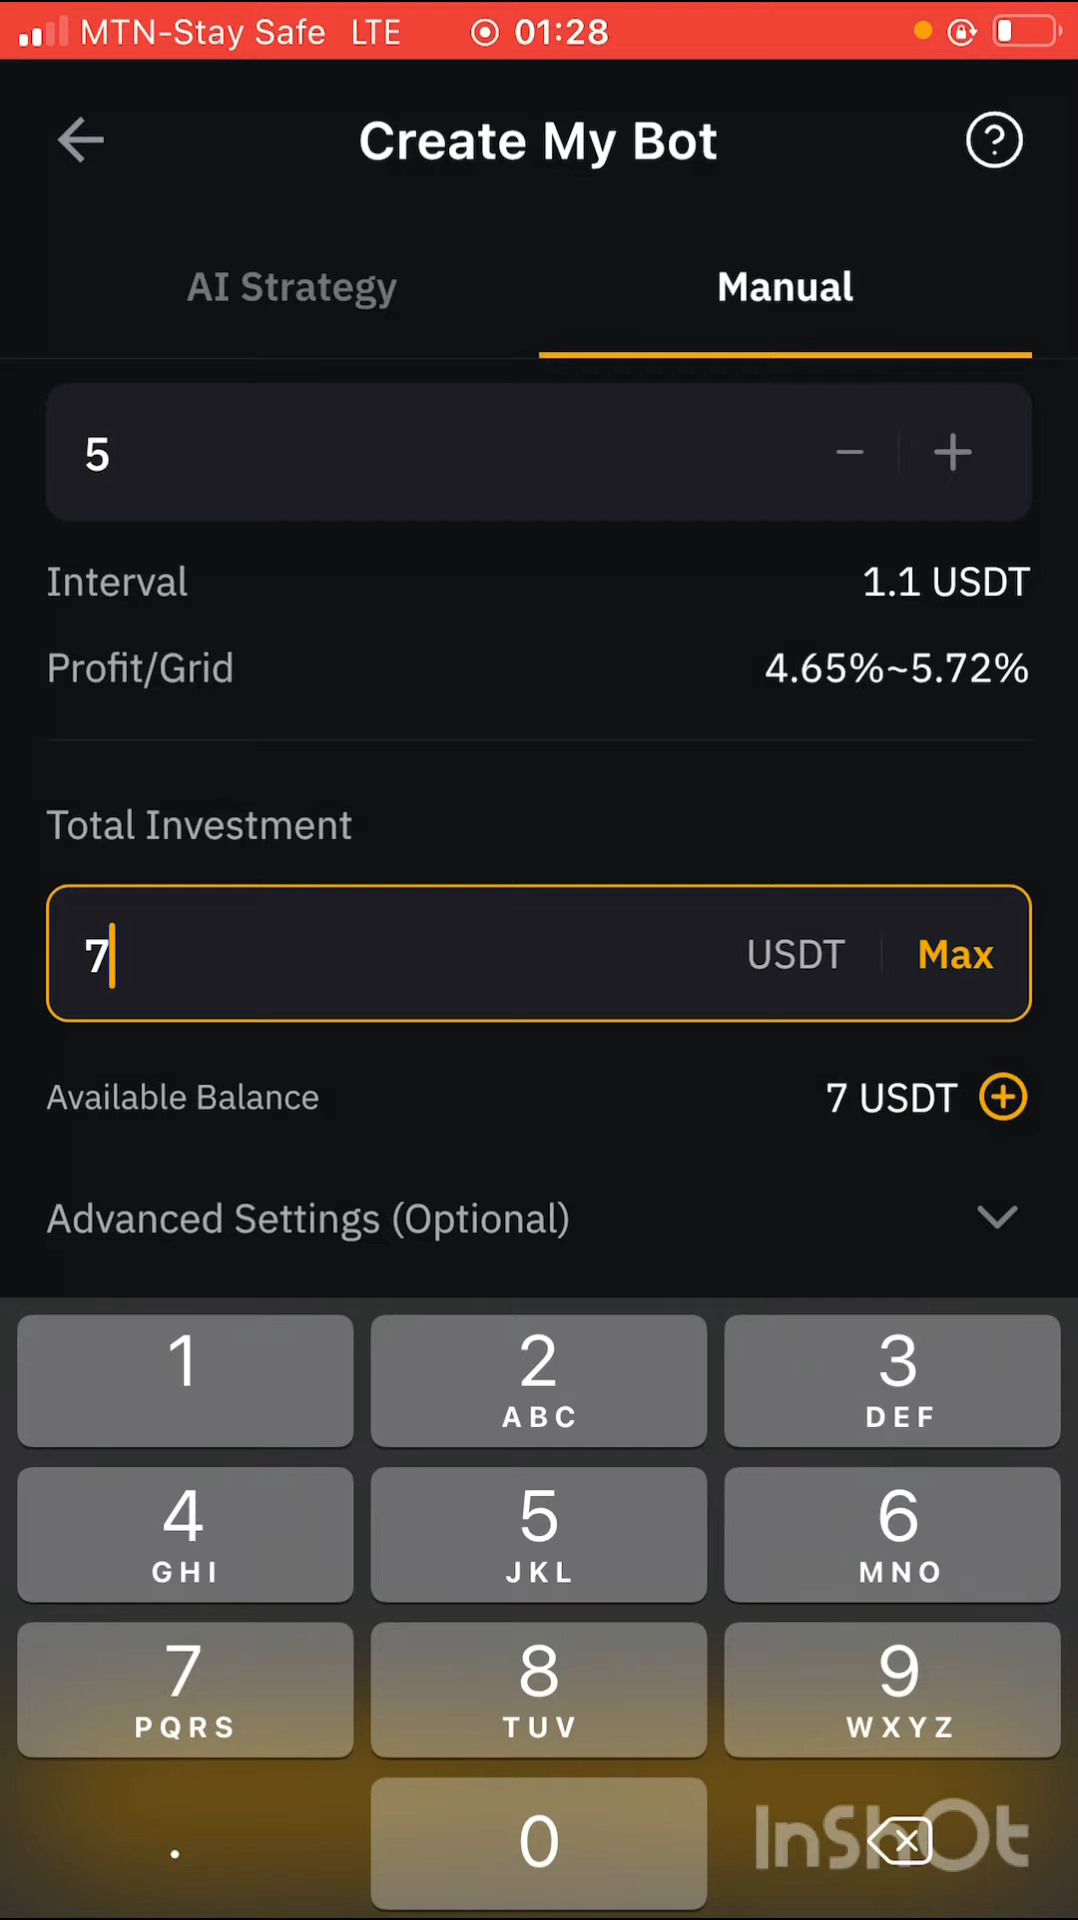 MTN-Stay Safe LTE 01:28
Create My Bot ?
AI Strategy Manual
5 − +
Interval 1.1 USDT
Profit/Grid 4.65%~5.72%
Total Investment
7 USDT Max
Available Balance 7 USDT +
Advanced Settings (Optional)
1 2 3
ABC DEF
4 5 6
GHI JKL MNO
7 8 9
PQRS TUV WXYZ
. 0
InShOt